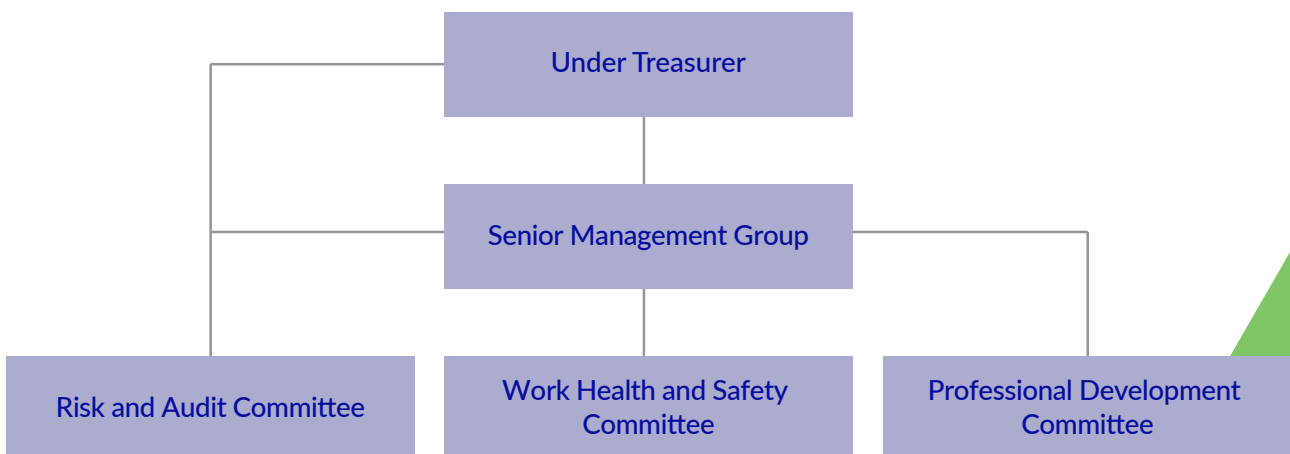 Under Treasurer
Senior Management Group
Risk and Audit Committee
Work Health and Safety
Committee
Professional Development
Committee